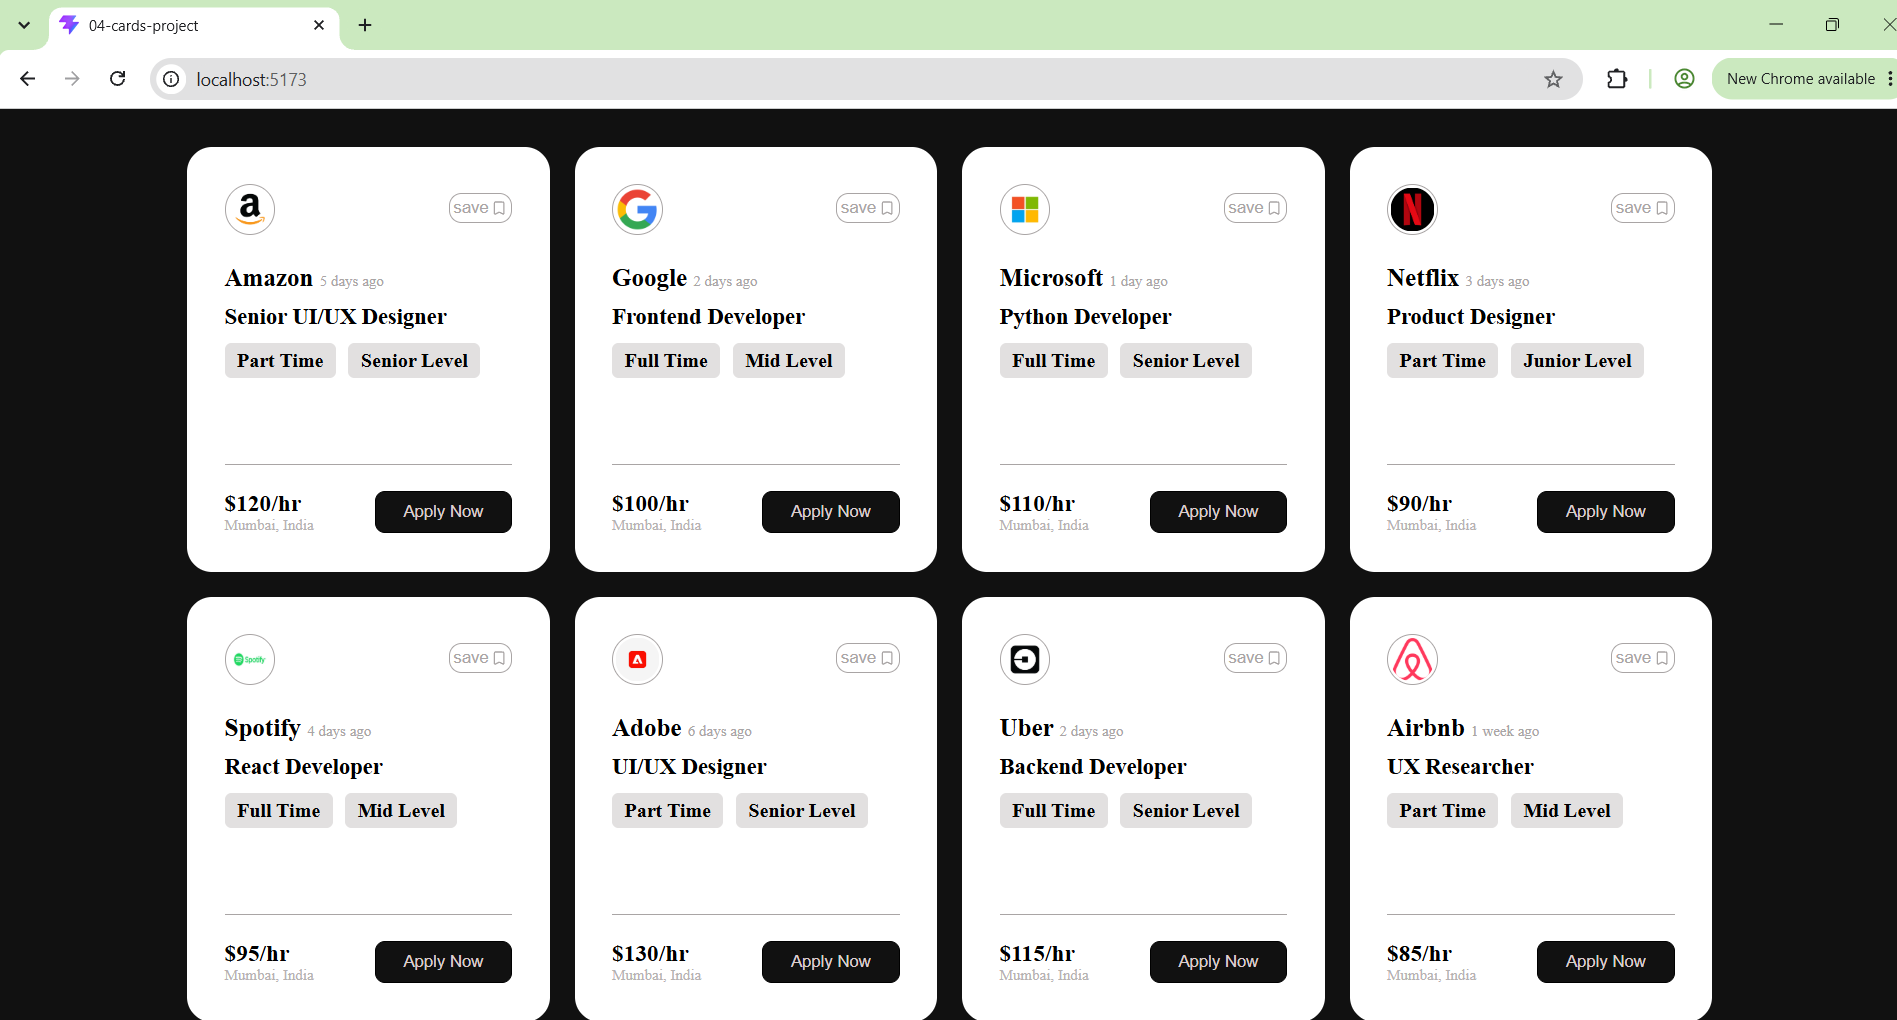 04-cards-project
localhost:5173
New Chrome available
a
save
G
save
N
save
save
Amazon 5 days ago
Senior UI/UX Designer
Part Time
Senior Level
$120/hr
Mumbai, India
Apply Now
Google 2 days ago
Frontend Developer
Full Time
Mid Level
$100/hr
Mumbai, India
Apply Now
Microsoft 1 day ago
Python Developer
Full Time
Senior Level
$110/hr
Mumbai, India
Apply Now
Netflix 3 days ago
Product Designer
Part Time
Junior Level
$90/hr
Mumbai, India
Apply Now
Spotify
save
Spotify 4 days ago
React Developer
Full Time
Mid Level
$95/hr
Mumbai, India
Apply Now
save
Adobe 6 days ago
UI/UX Designer
Part Time
Senior Level
$130/hr
Mumbai, India
Apply Now
save
Uber 2 days ago
Backend Developer
Full Time
Senior Level
$115/hr
Mumbai, India
Apply Now
save
Airbnb 1 week ago
UX Researcher
Part Time
Mid Level
$85/hr
Mumbai, India
Apply Now